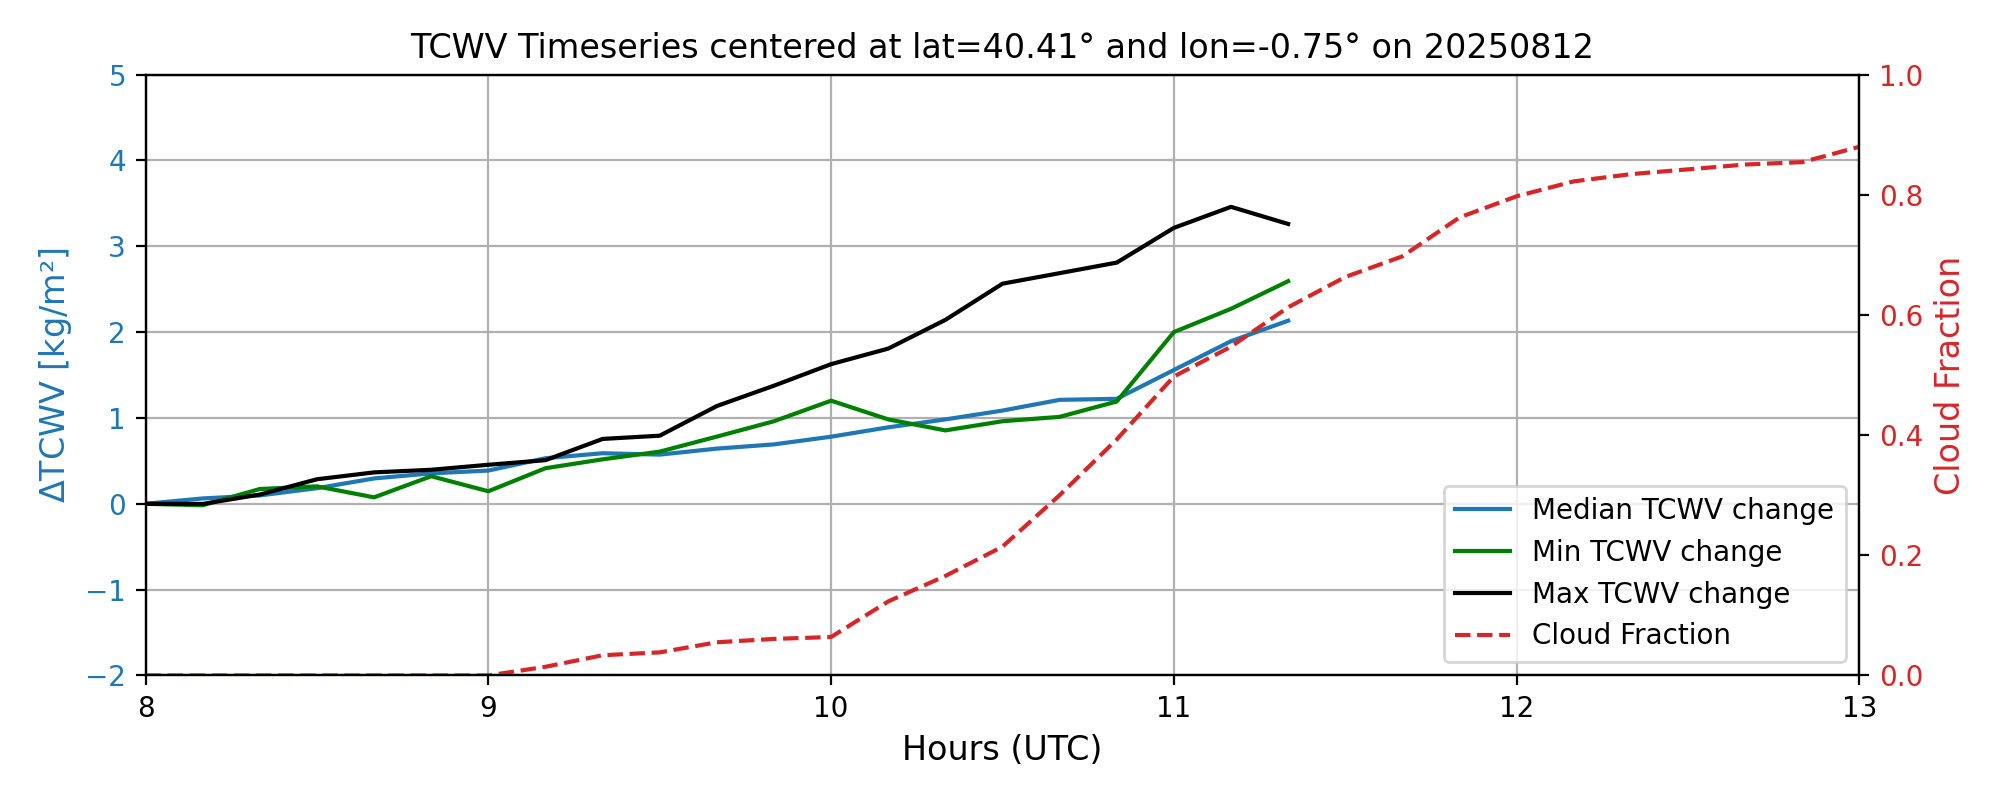 TCWV Timeseries centered at lat=40.41° and lon=-0.75° on 20250812
5
4
3
2
1
0
−1
−2
ΔTCWV [kg/m²]
1.0
0.8
0.6
0.4
0.2
0.0
Cloud Fraction
Median TCWV change
Min TCWV change
Max TCWV change
Cloud Fraction
8 9 10 11 12 13
Hours (UTC)